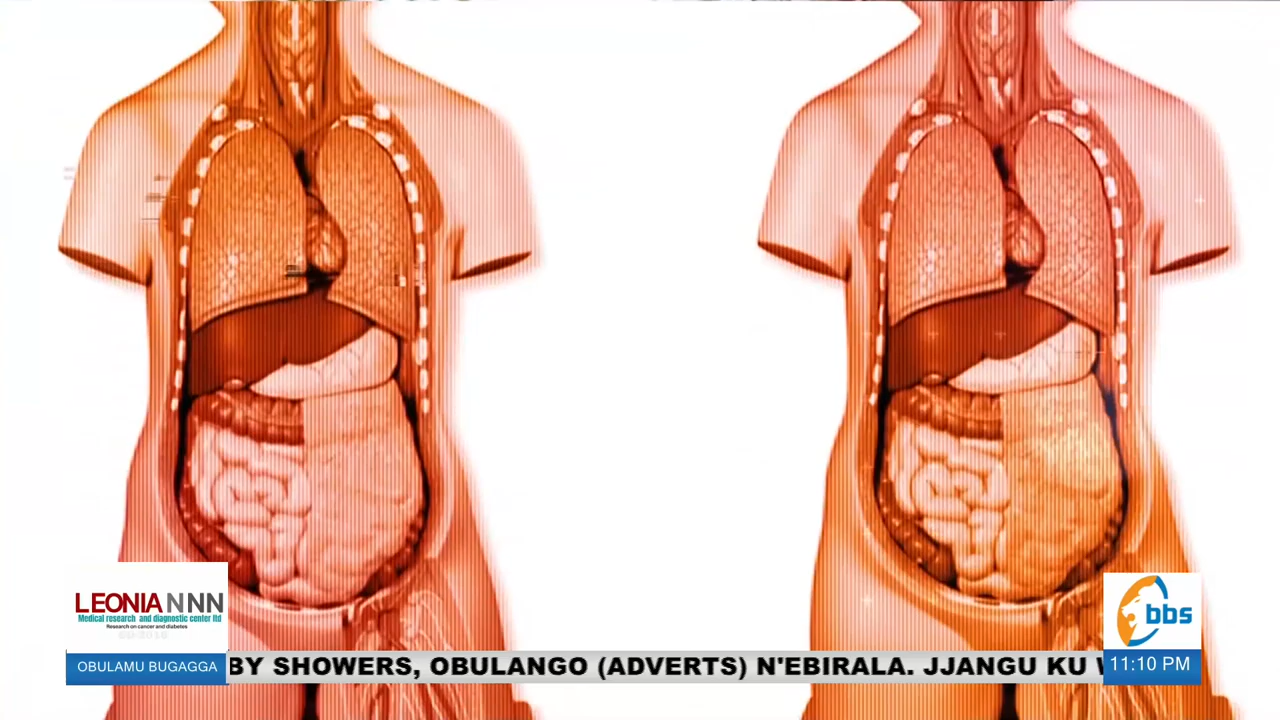 LEONIA NNN
Medical research and diagnostic center ltd
Research on cancer and diabetes
OBULAMU BUGAGGA
BY SHOWERS, OBULANGO (ADVERTS) N'EBIRALA. JJANGU KU
bbs
11:10 PM